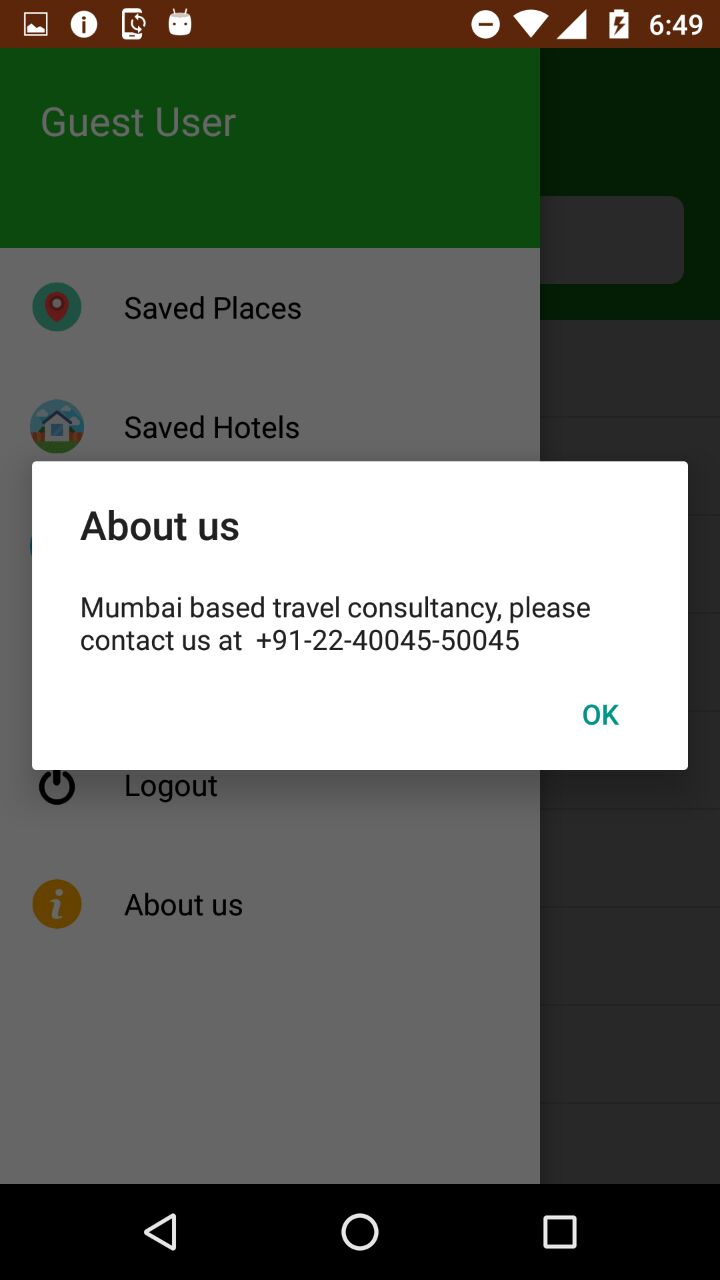 6:49
Guest User
Saved Places
Saved Hotels
About us
Mumbai based travel consultancy, please
contact us at  +91-22-40045-50045
OK
Logout
About us